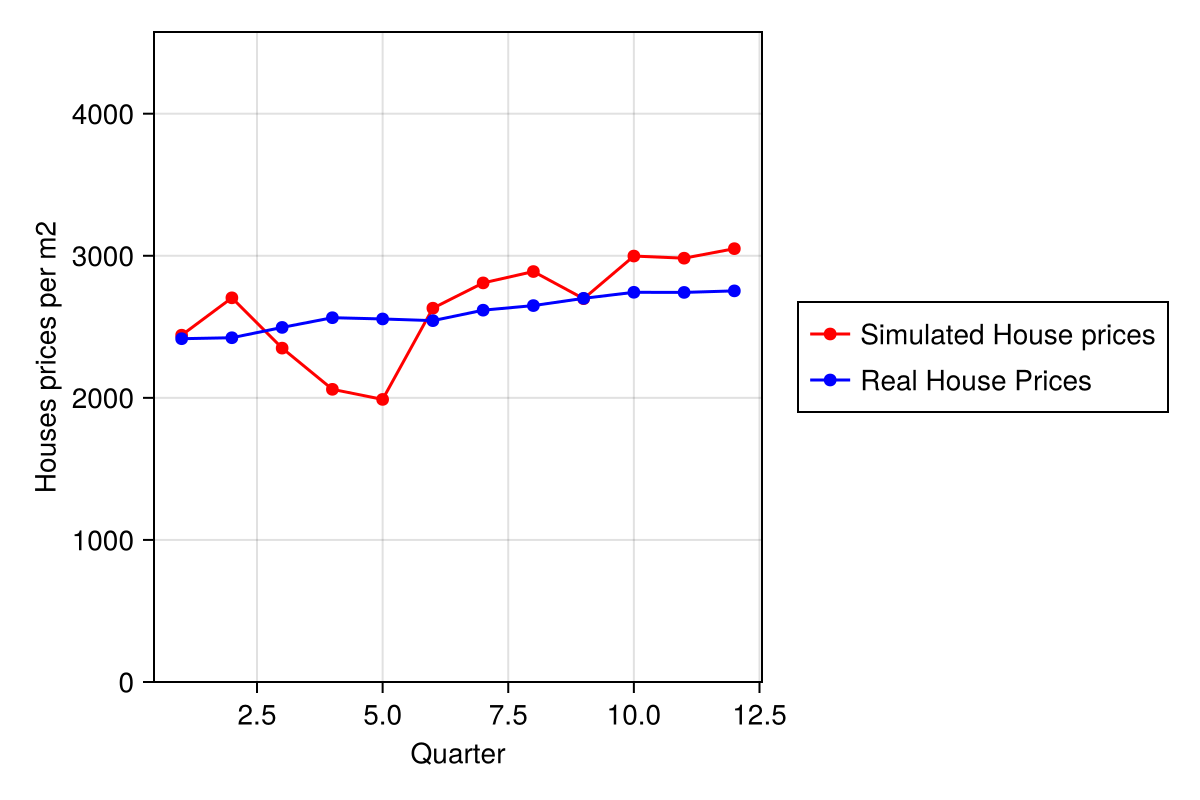 Houses prices per m2
4000
3000
2000
1000
0
2.5 5.0 7.5 10.0 12.5
Quarter
Simulated House prices
Real House Prices